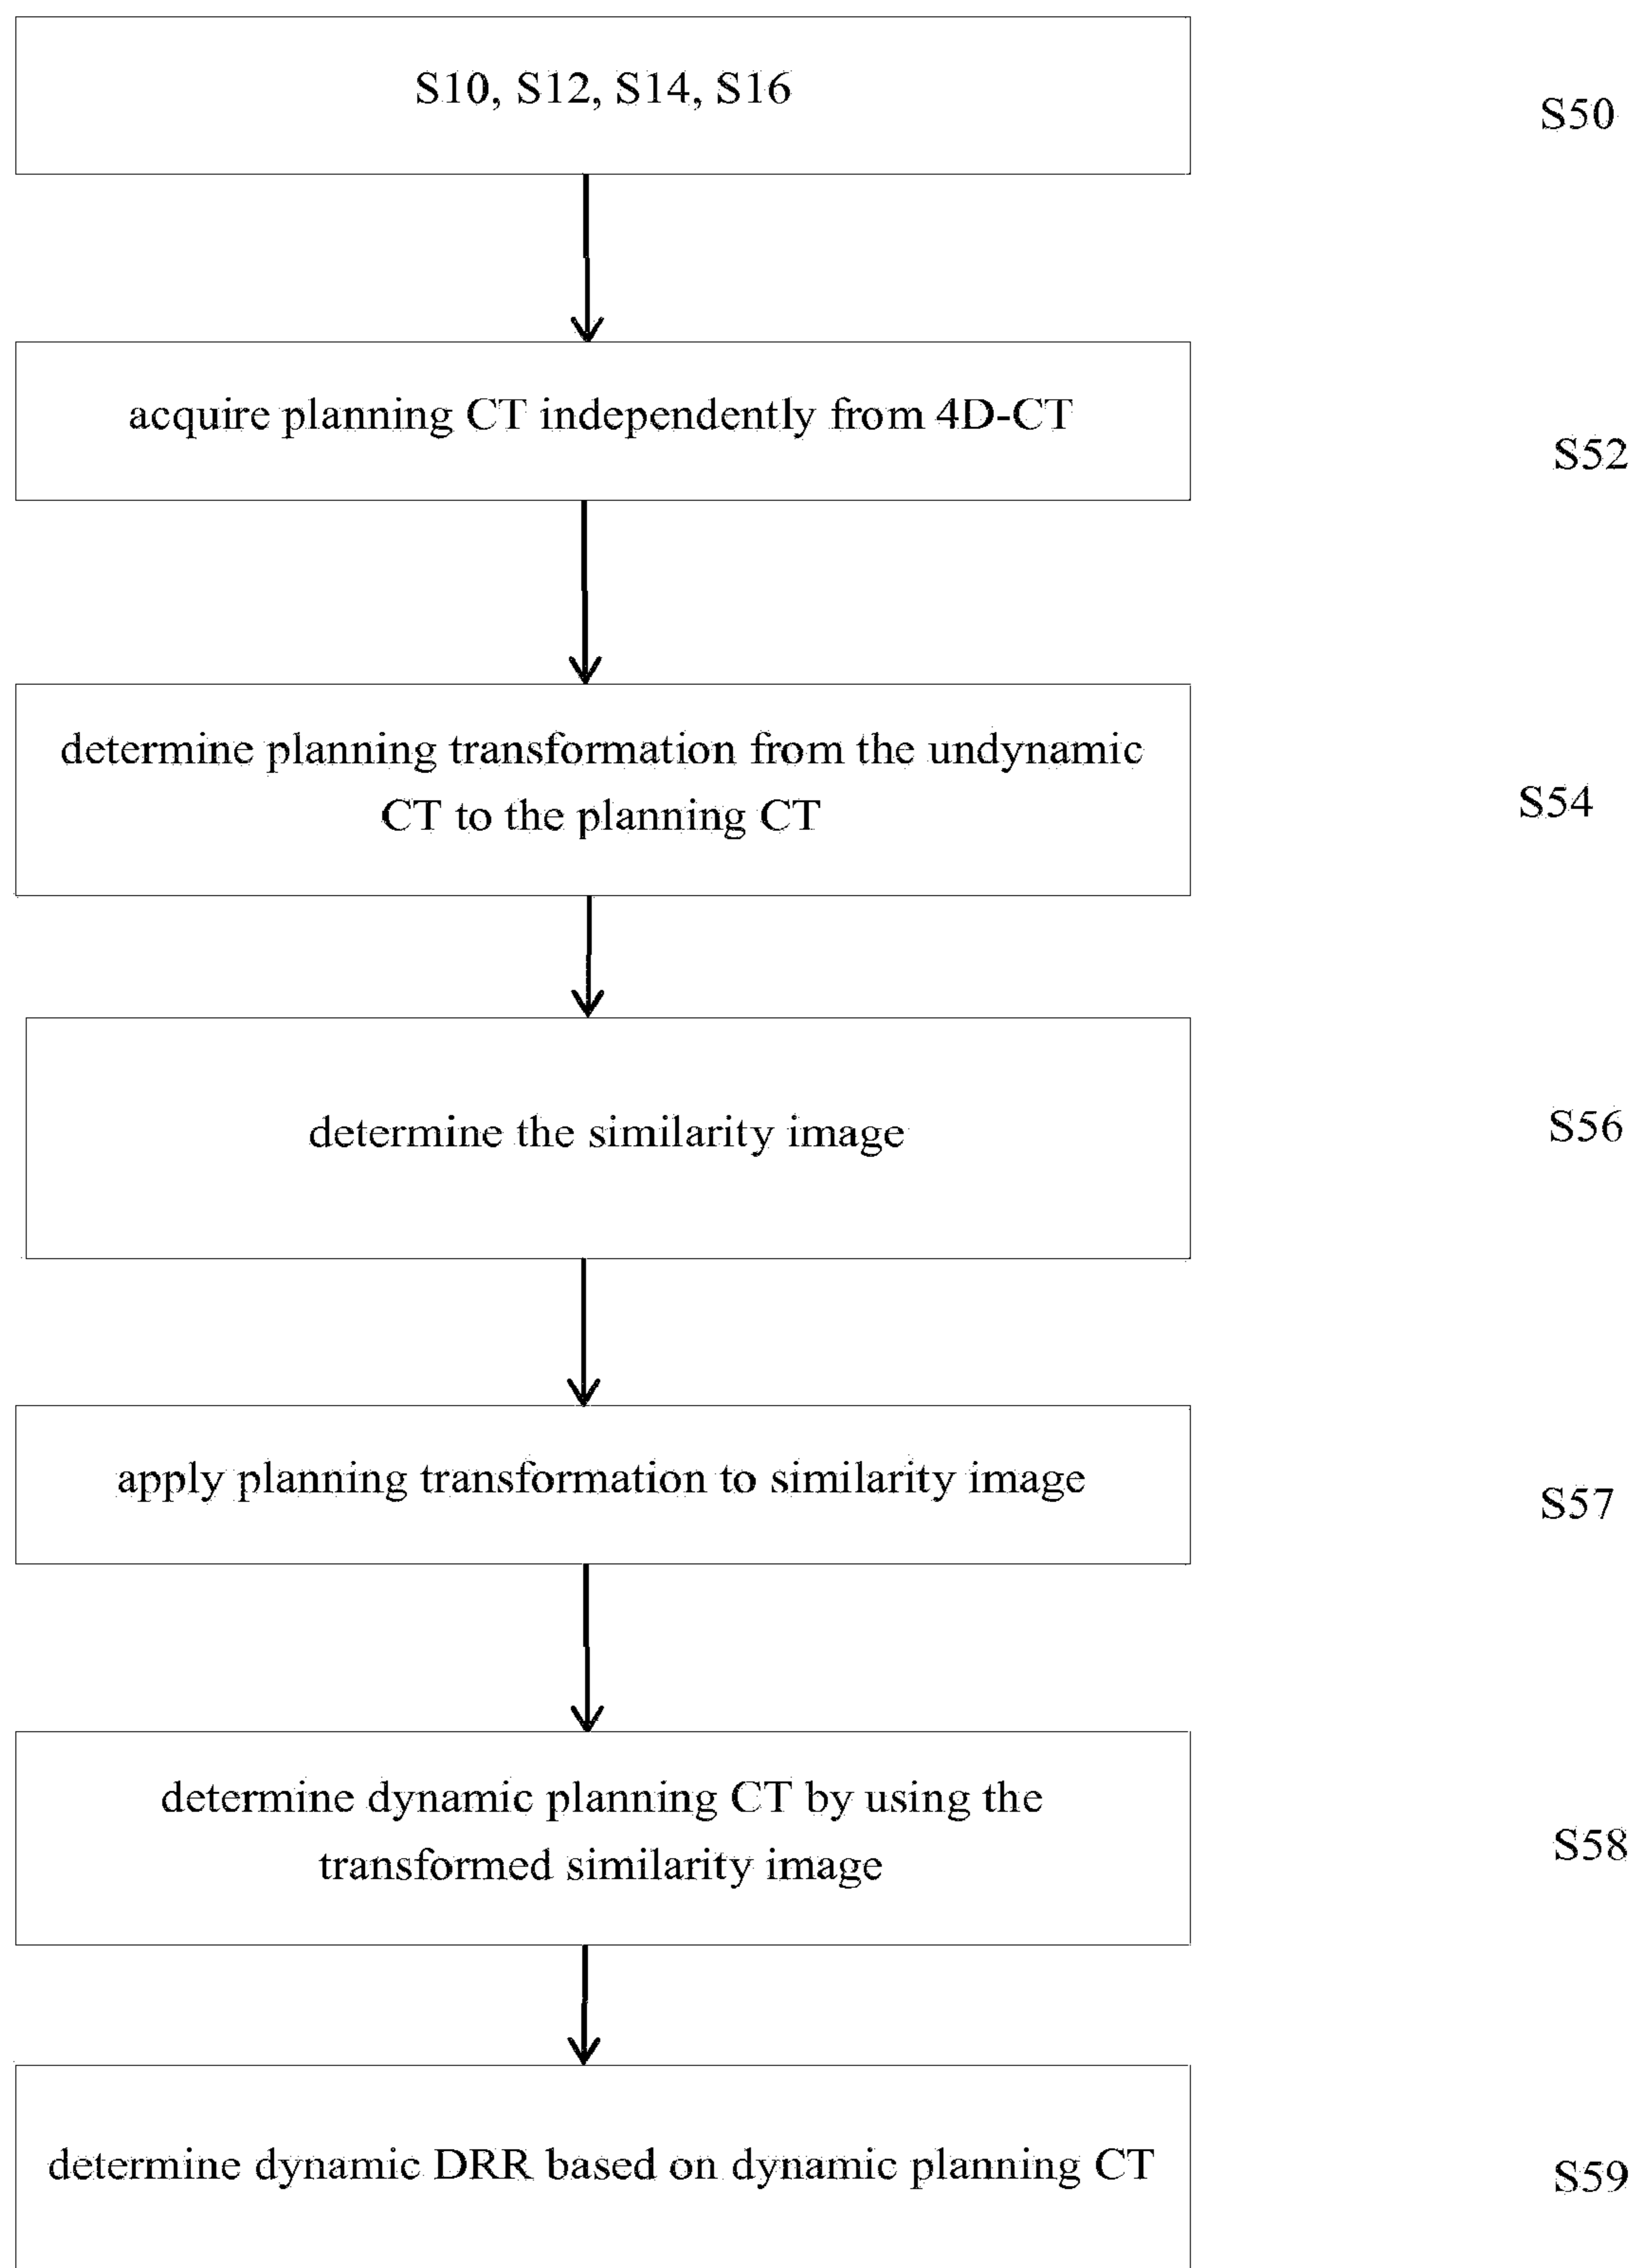 S10, S12, S14, S16
S50
acquire planning CT independently from 4D-CT
S52
determine planning transformation from the undynamic
CT to the planning CT
S54
determine the similarity image
S56
apply planning transformation to similarity image
S57
determine dynamic planning CT by using the
transformed similarity image
S58
determine dynamic DRR based on dynamic planning CT
S59